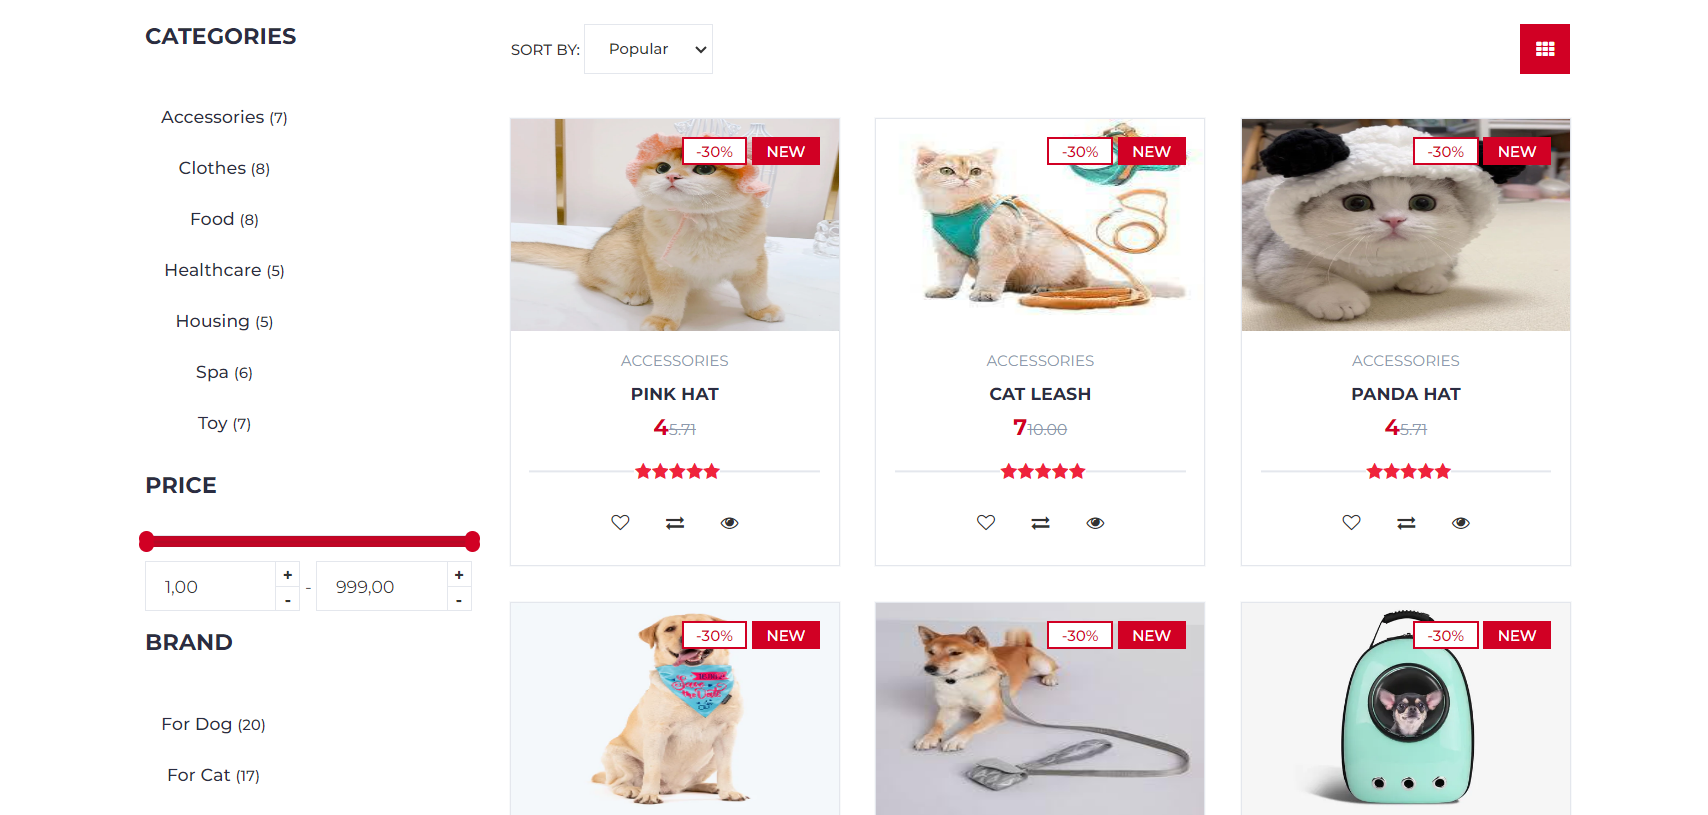 CATEGORIES
Accessories (7)
Clothes (8)
Food (8)
Healthcare (5)
Housing (5)
Spa (6)
Toy (7)
PRICE
1,00 + - - 999,00 + -
BRAND
For Dog (20)
For Cat (17)
SORT BY: Popular
-30% NEW
ACCESSORIES
PINK HAT
4 5.71
-30% NEW
ACCESSORIES
CAT LEASH
7 10.00
-30% NEW
ACCESSORIES
PANDA HAT
4 5.71
-30% NEW
Save
the Date
-30% NEW
-30% NEW